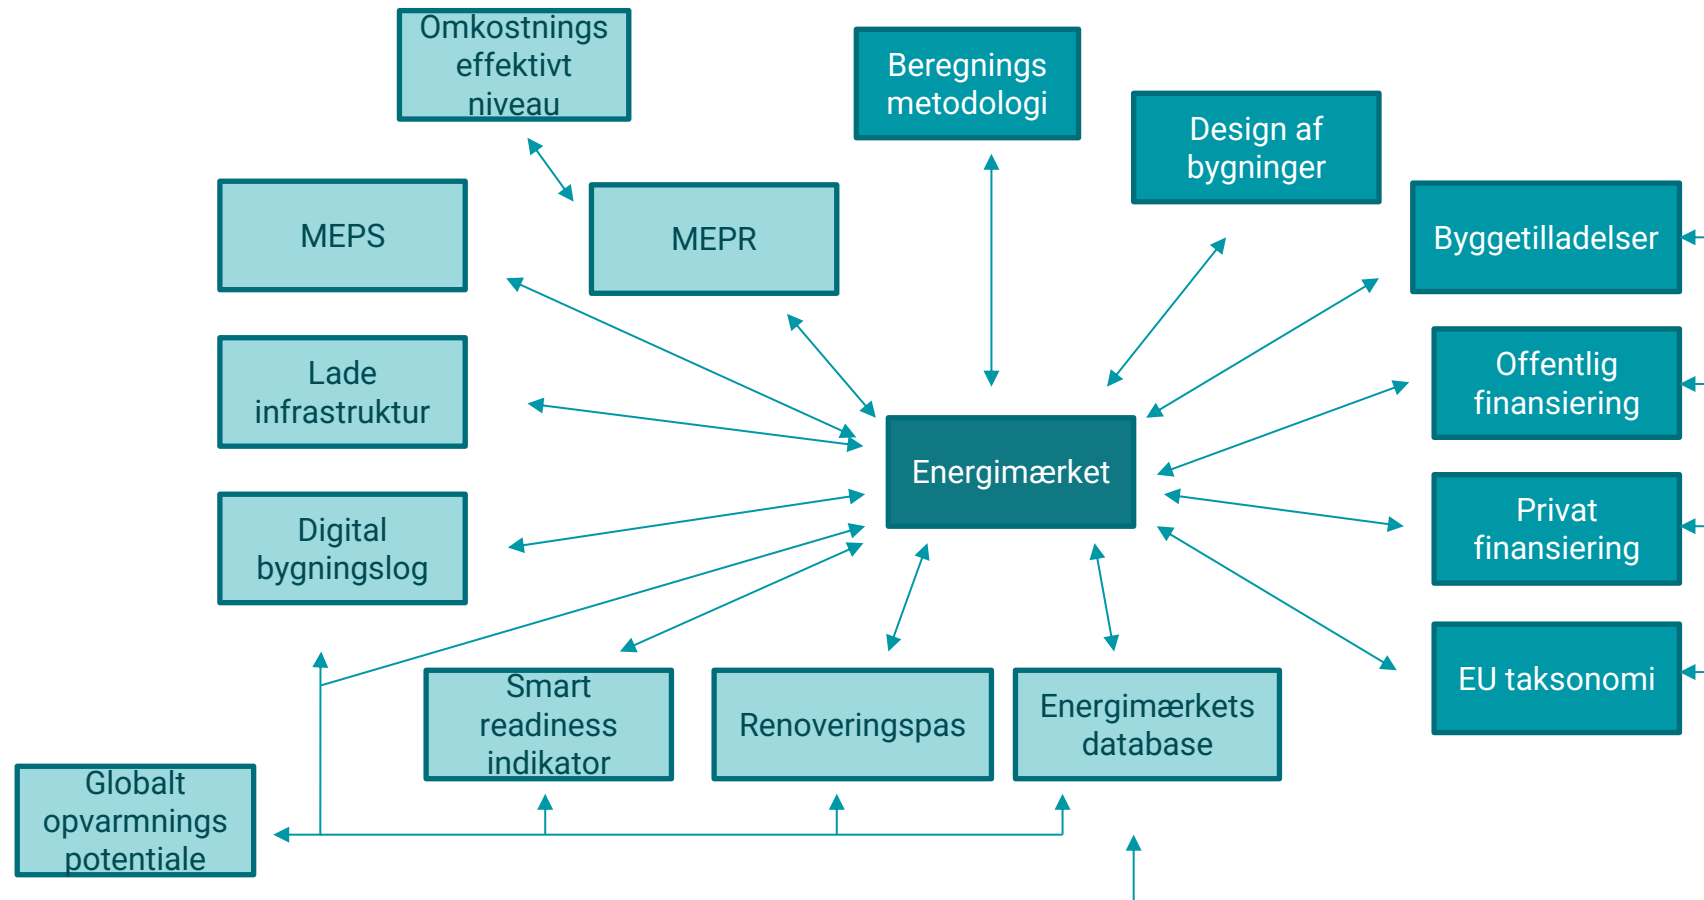 Omkostnings
effektivt
niveau
Beregnings
metodologi
Design af
bygninger
MEPS
MEPR
Byggetilladelser
Lade
infrastruktur
Offentlig
finansiering
Energimærket
Digital
bygningslog
Privat
finansiering
EU taksonomi
Smart
readiness
indikator
Renoveringspas
Energimærkets
database
Globalt
opvarmnings
potentiale